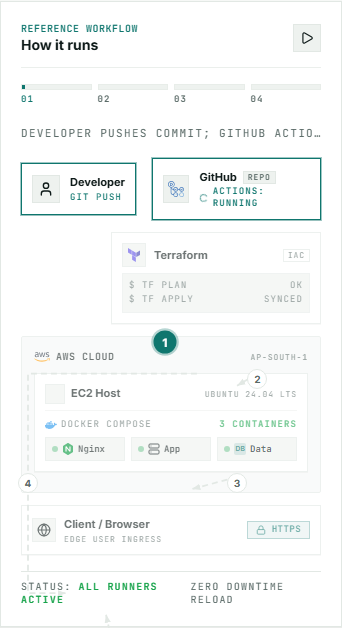 REFERENCE WORKFLOW
How it runs
01 02 03 04
DEVELOPER PUSHES COMMIT; GITHUB ACTIO…
Developer
GIT PUSH
GitHub REPO
ACTIONS:
RUNNING
Terraform IAC
$ TF PLAN OK
$ TF APPLY SYNCED
1
aws AWS CLOUD AP-SOUTH-1
2
EC2 Host UBUNTU 24.04 LTS
DOCKER COMPOSE 3 CONTAINERS
N Nginx App DB Data
4 3
Client / Browser
EDGE USER INGRESS
HTTPS
STATUS: ALL RUNNERS
ACTIVE
ZERO DOWNTIME
RELOAD